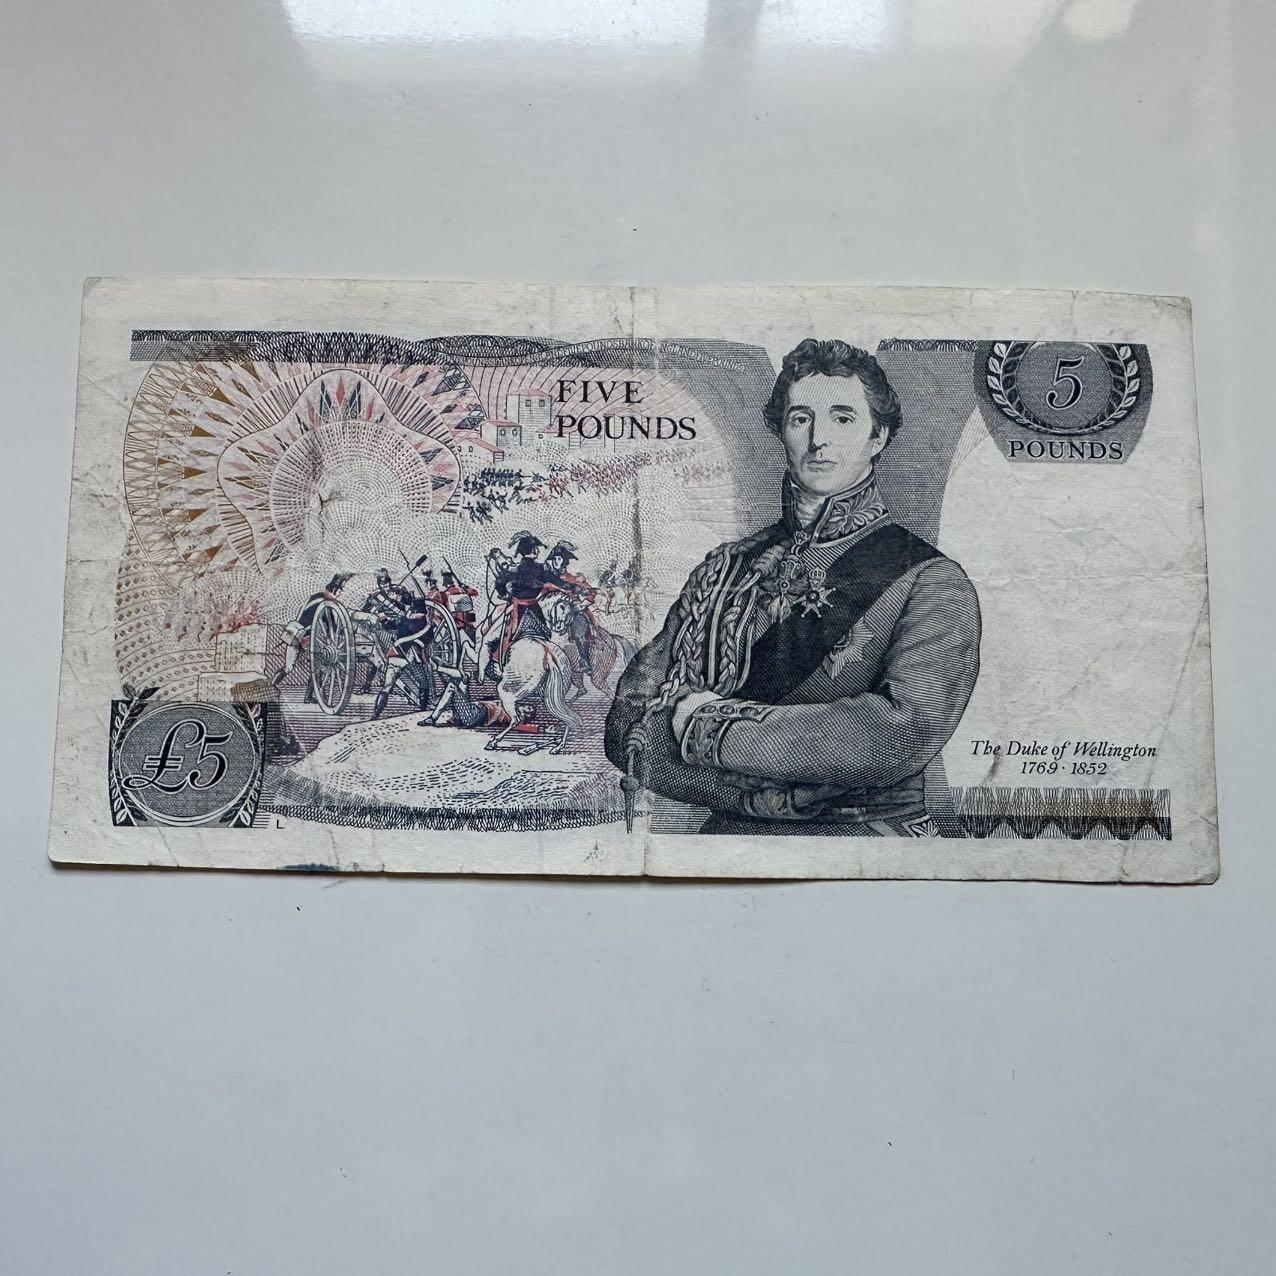 FIVE
POUNDS
5
POUNDS
The Duke of Wellington
1769·1852
£5
L